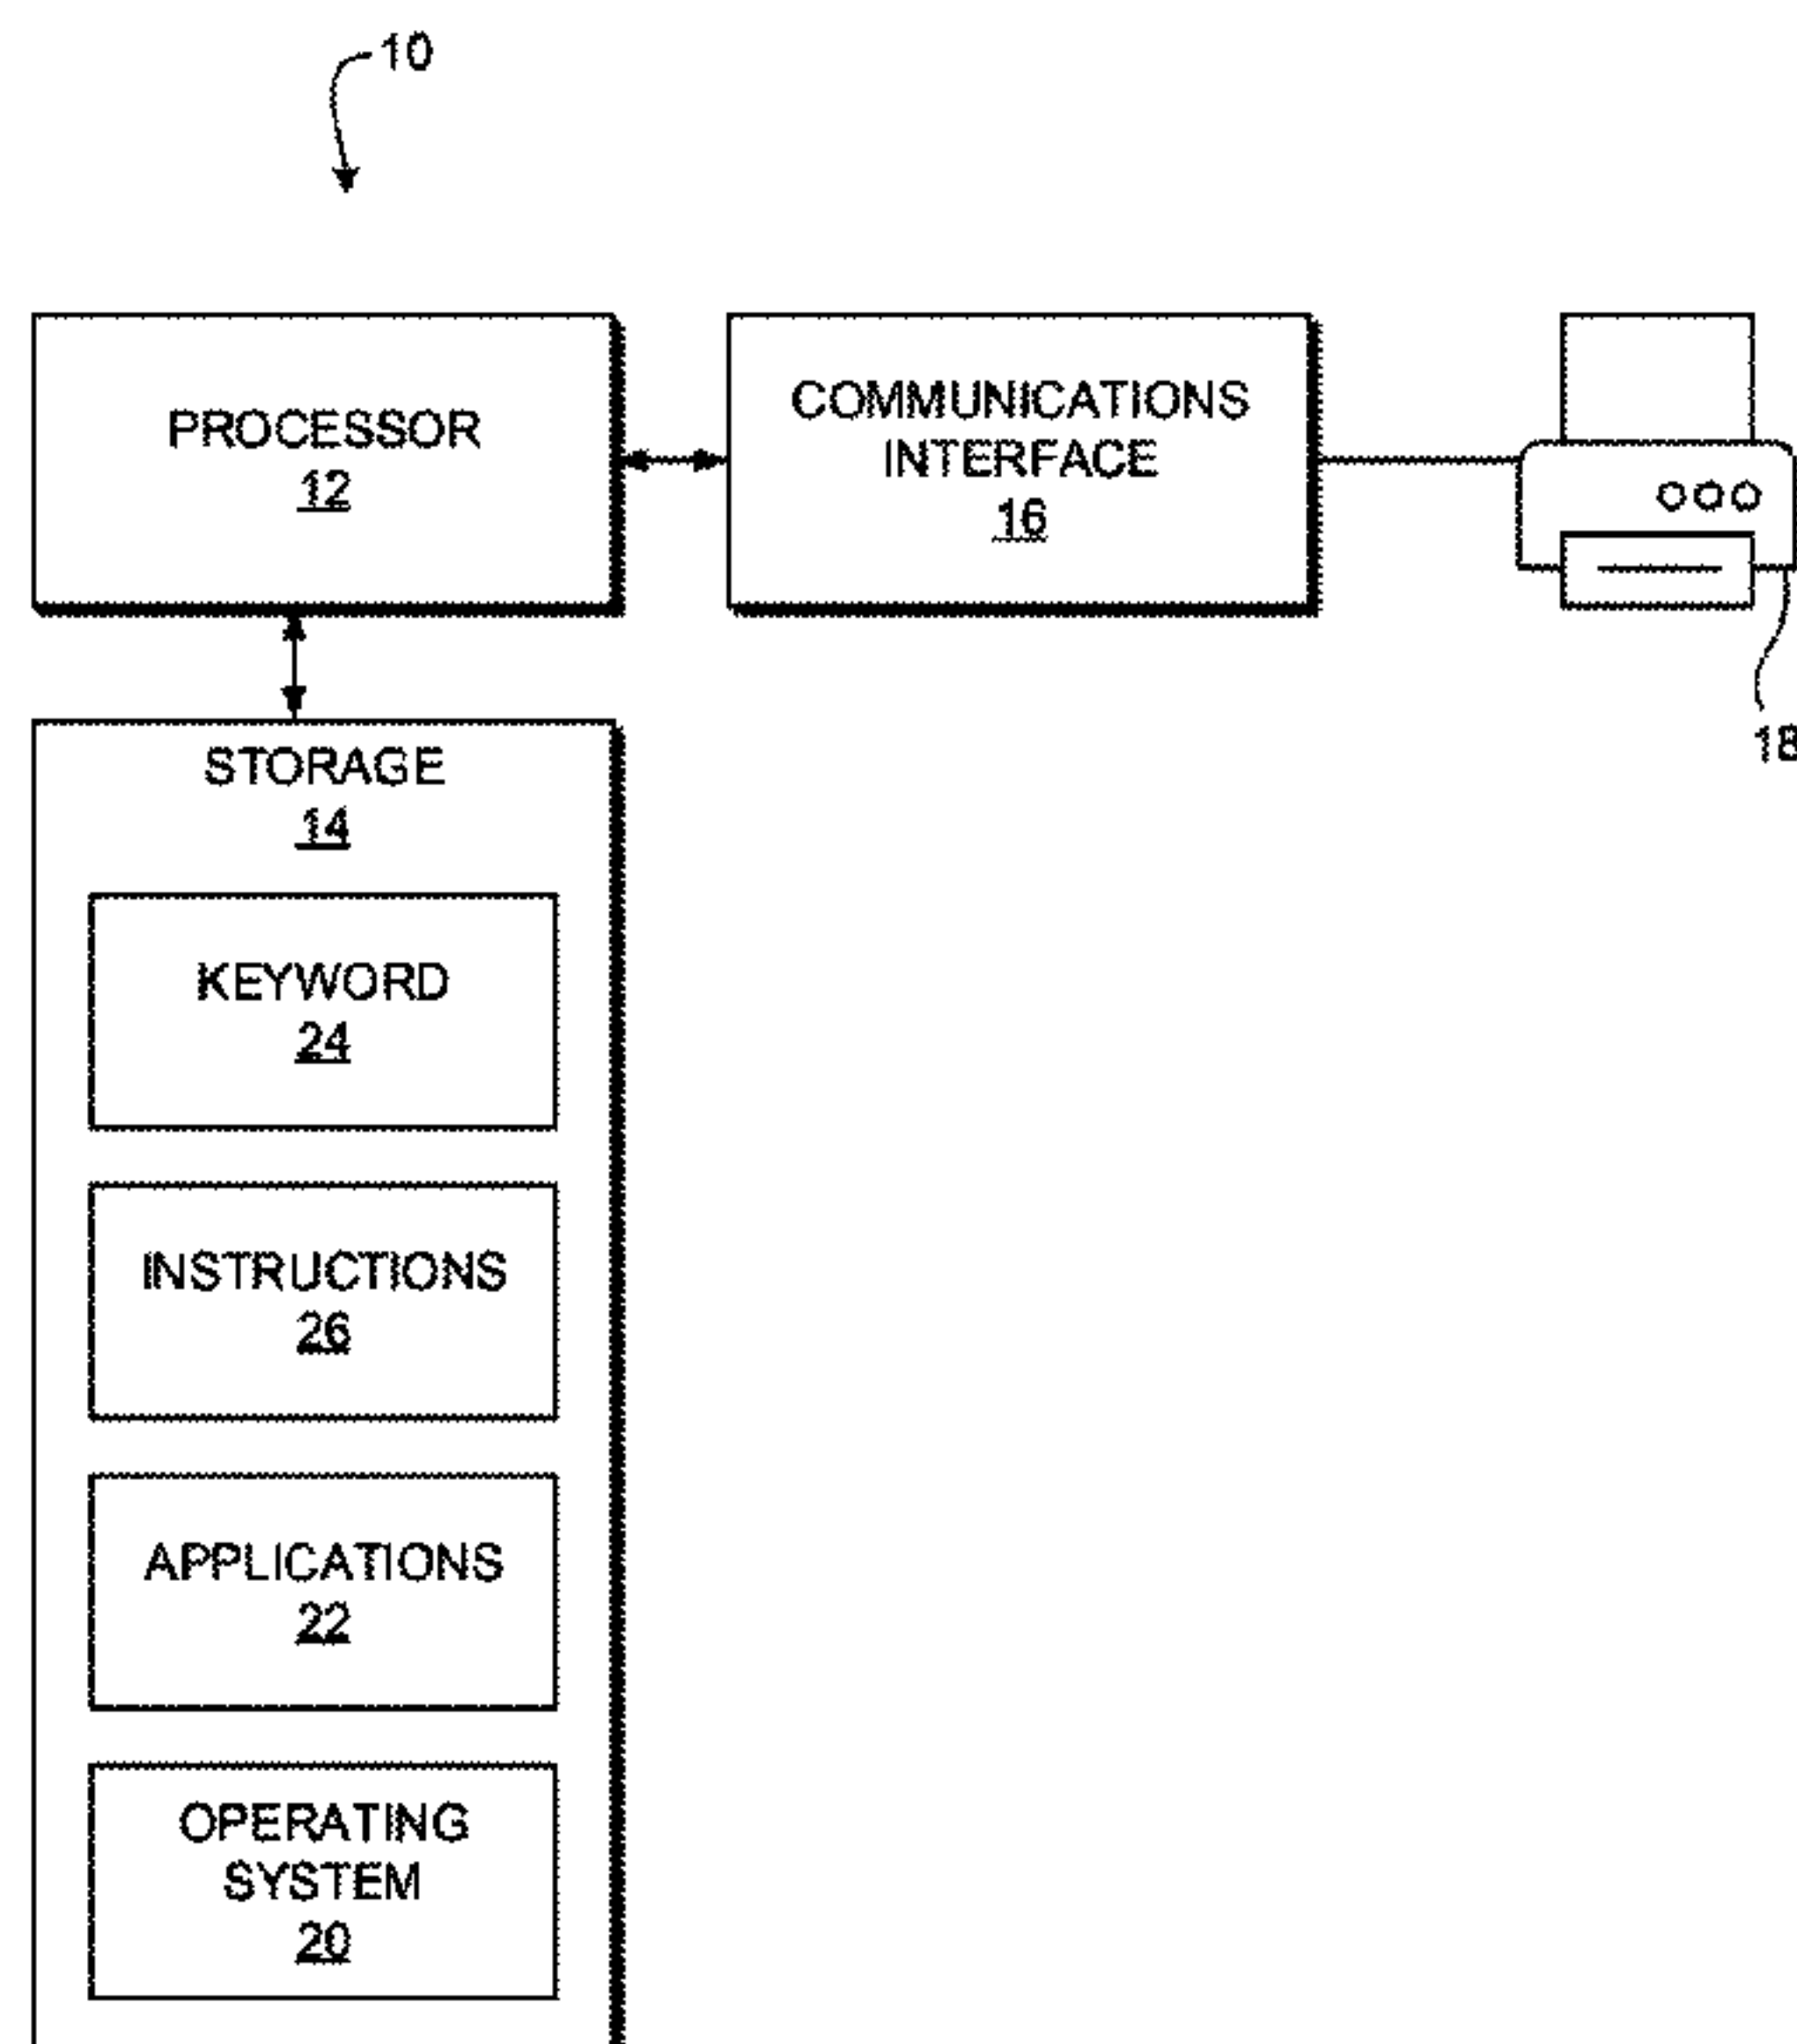 10
PROCESSOR
12
COMMUNICATIONS
INTERFACE
16
18
STORAGE
14
KEYWORD
24
INSTRUCTIONS
26
APPLICATIONS
22
OPERATING
SYSTEM
20